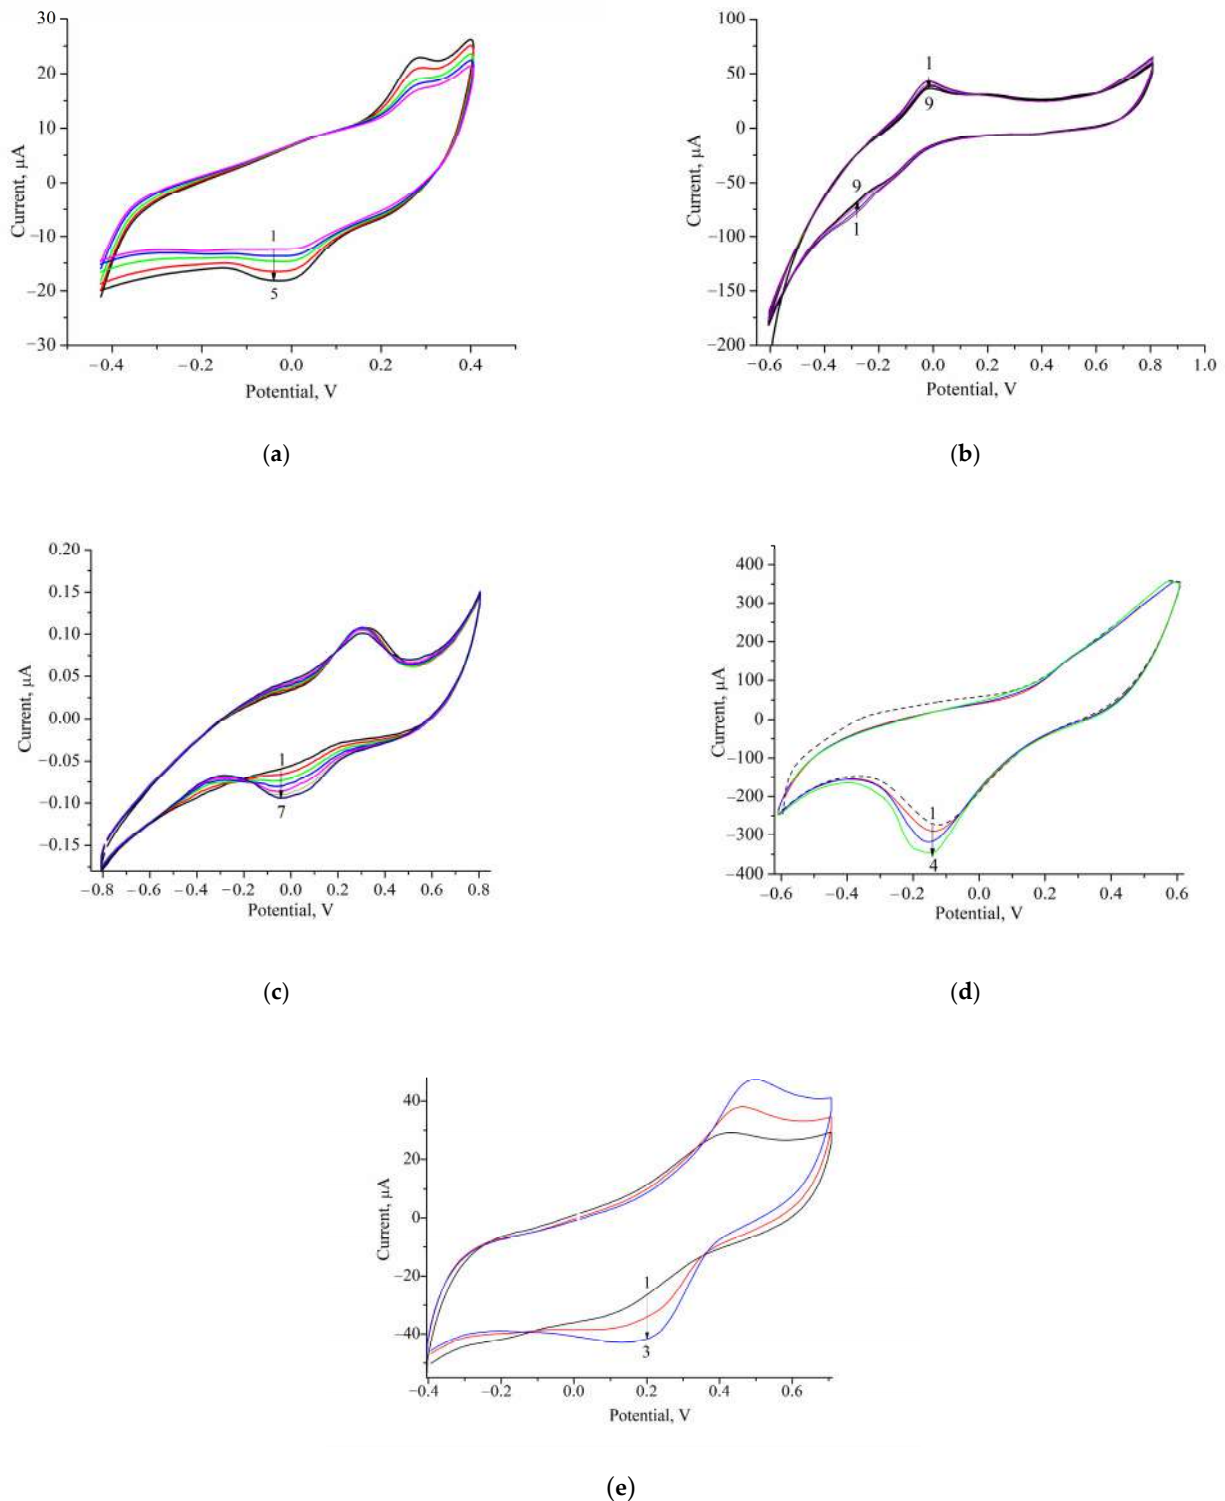 30
20
10
0
−10
−20
−30
Current, µA
1
5
−0.4 −0.2 0.0 0.2 0.4
Potential, V
(a)
100
50
0
−50
−100
−150
−200
Current, µA
1
9
9
1
−0.6 −0.4 −0.2 0.0 0.2 0.4 0.6 0.8 1.0
Potential, V
(b)
0.20
0.15
0.10
0.05
0.00
−0.05
−0.10
−0.15
Current, µA
1
7
−0.8 −0.6 −0.4 −0.2 0.0 0.2 0.4 0.6 0.8
Potential, V
(c)
400
300
200
100
0
−100
−200
−300
−400
Current, µA
1
4
−0.6 −0.4 −0.2 0.0 0.2 0.4 0.6
Potential, V
(d)
40
20
0
−20
−40
Current, µA
1
3
−0.4 −0.2 0.0 0.2 0.4 0.6
Potential, V
(e)